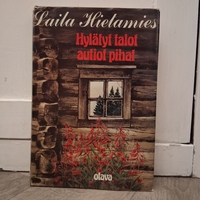 Laila Hietamies
Hylätyt talot
autiot pihat
otava